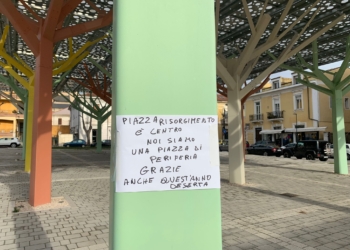 PIAZZA RISORGIMENTO
È CENTRO
NOI SIAMO
UNA PIAZZA DI
PERIFERIA
GRAZIE
ANCHE QUEST'ANNO
DESERTA